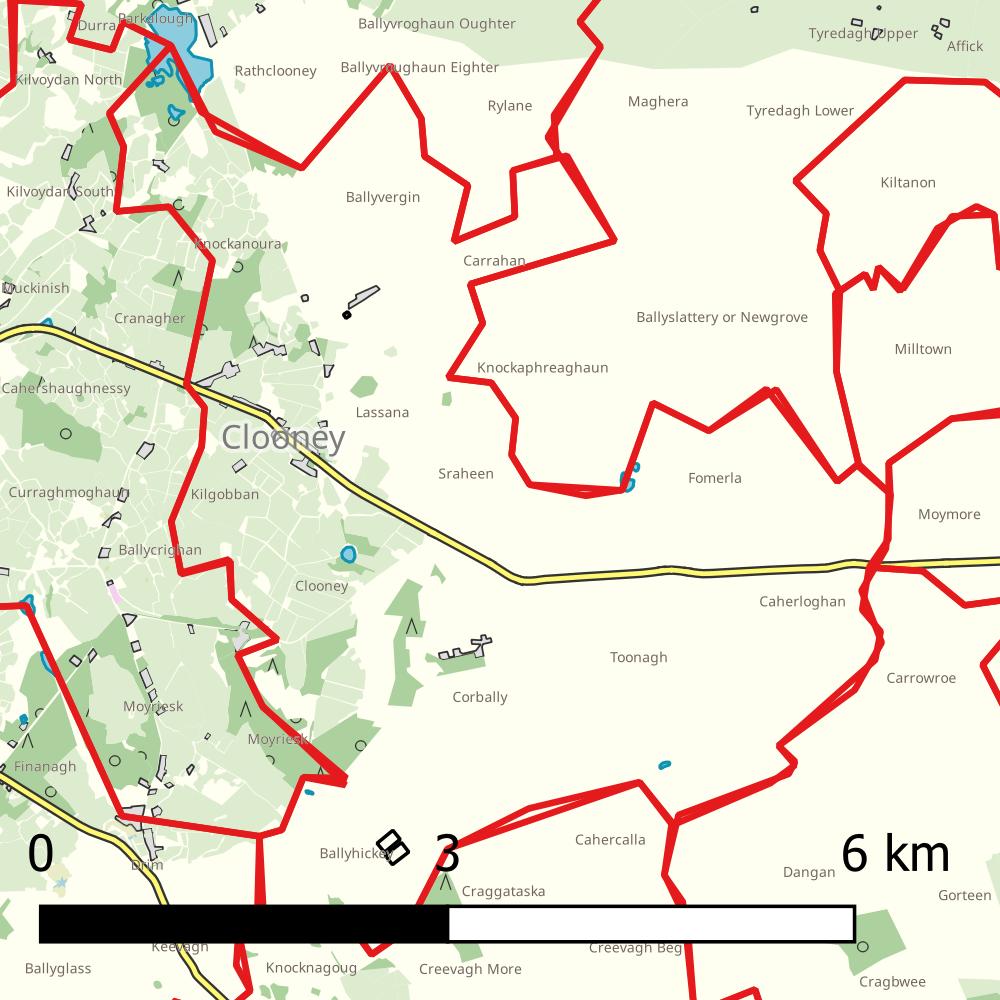 Parkalough
Durra
Ballyvroghaun Oughter
Tyredagh Upper
Affick
Kilvoydan North
Rathclooney
Ballyvroughaun Eighter
Rylane
Maghera
Tyredagh Lower
Kilvoydan South
Ballyvergin
Kiltanon
Knockanoura
Carrahan
Muckinish
Cranagher
Ballyslattery or Newgrove
Milltown
Cahershaughnessy
Knockaphreaghaun
Lassana
Clooney
Sraheen
Fomerla
Curraghmoghaun
Kilgobban
Moymore
Ballycrighan
Clooney
Caherloghan
Toonagh
Carrowroe
Corbally
Moyriesk
Moyriesk
Finanagh
Cahercalla
Ballyhickey
0 3 6 km
Drim
Dangan
Craggataska
Gorteen
Keevagh
Creevagh Beg
Ballyglass
Knocknagoug
Creevagh More
Cragbwee